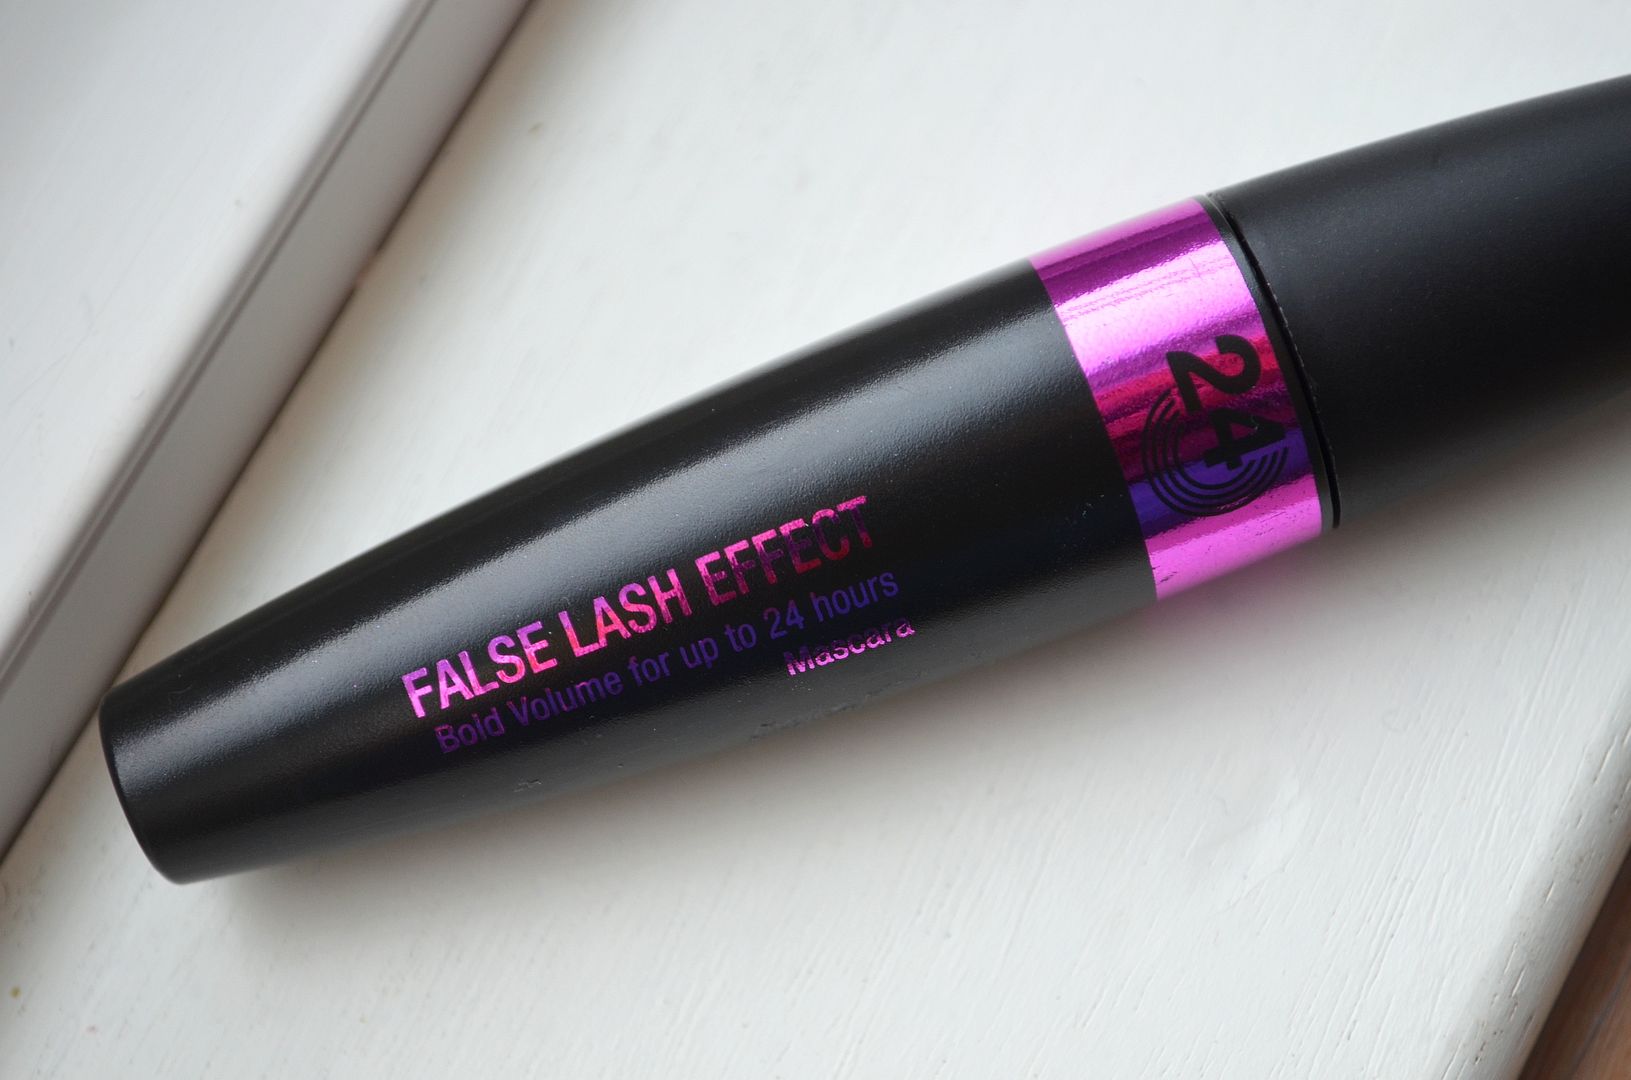 FALSE LASH EFFECT
Bold Volume for up to 24 hours
Mascara
24